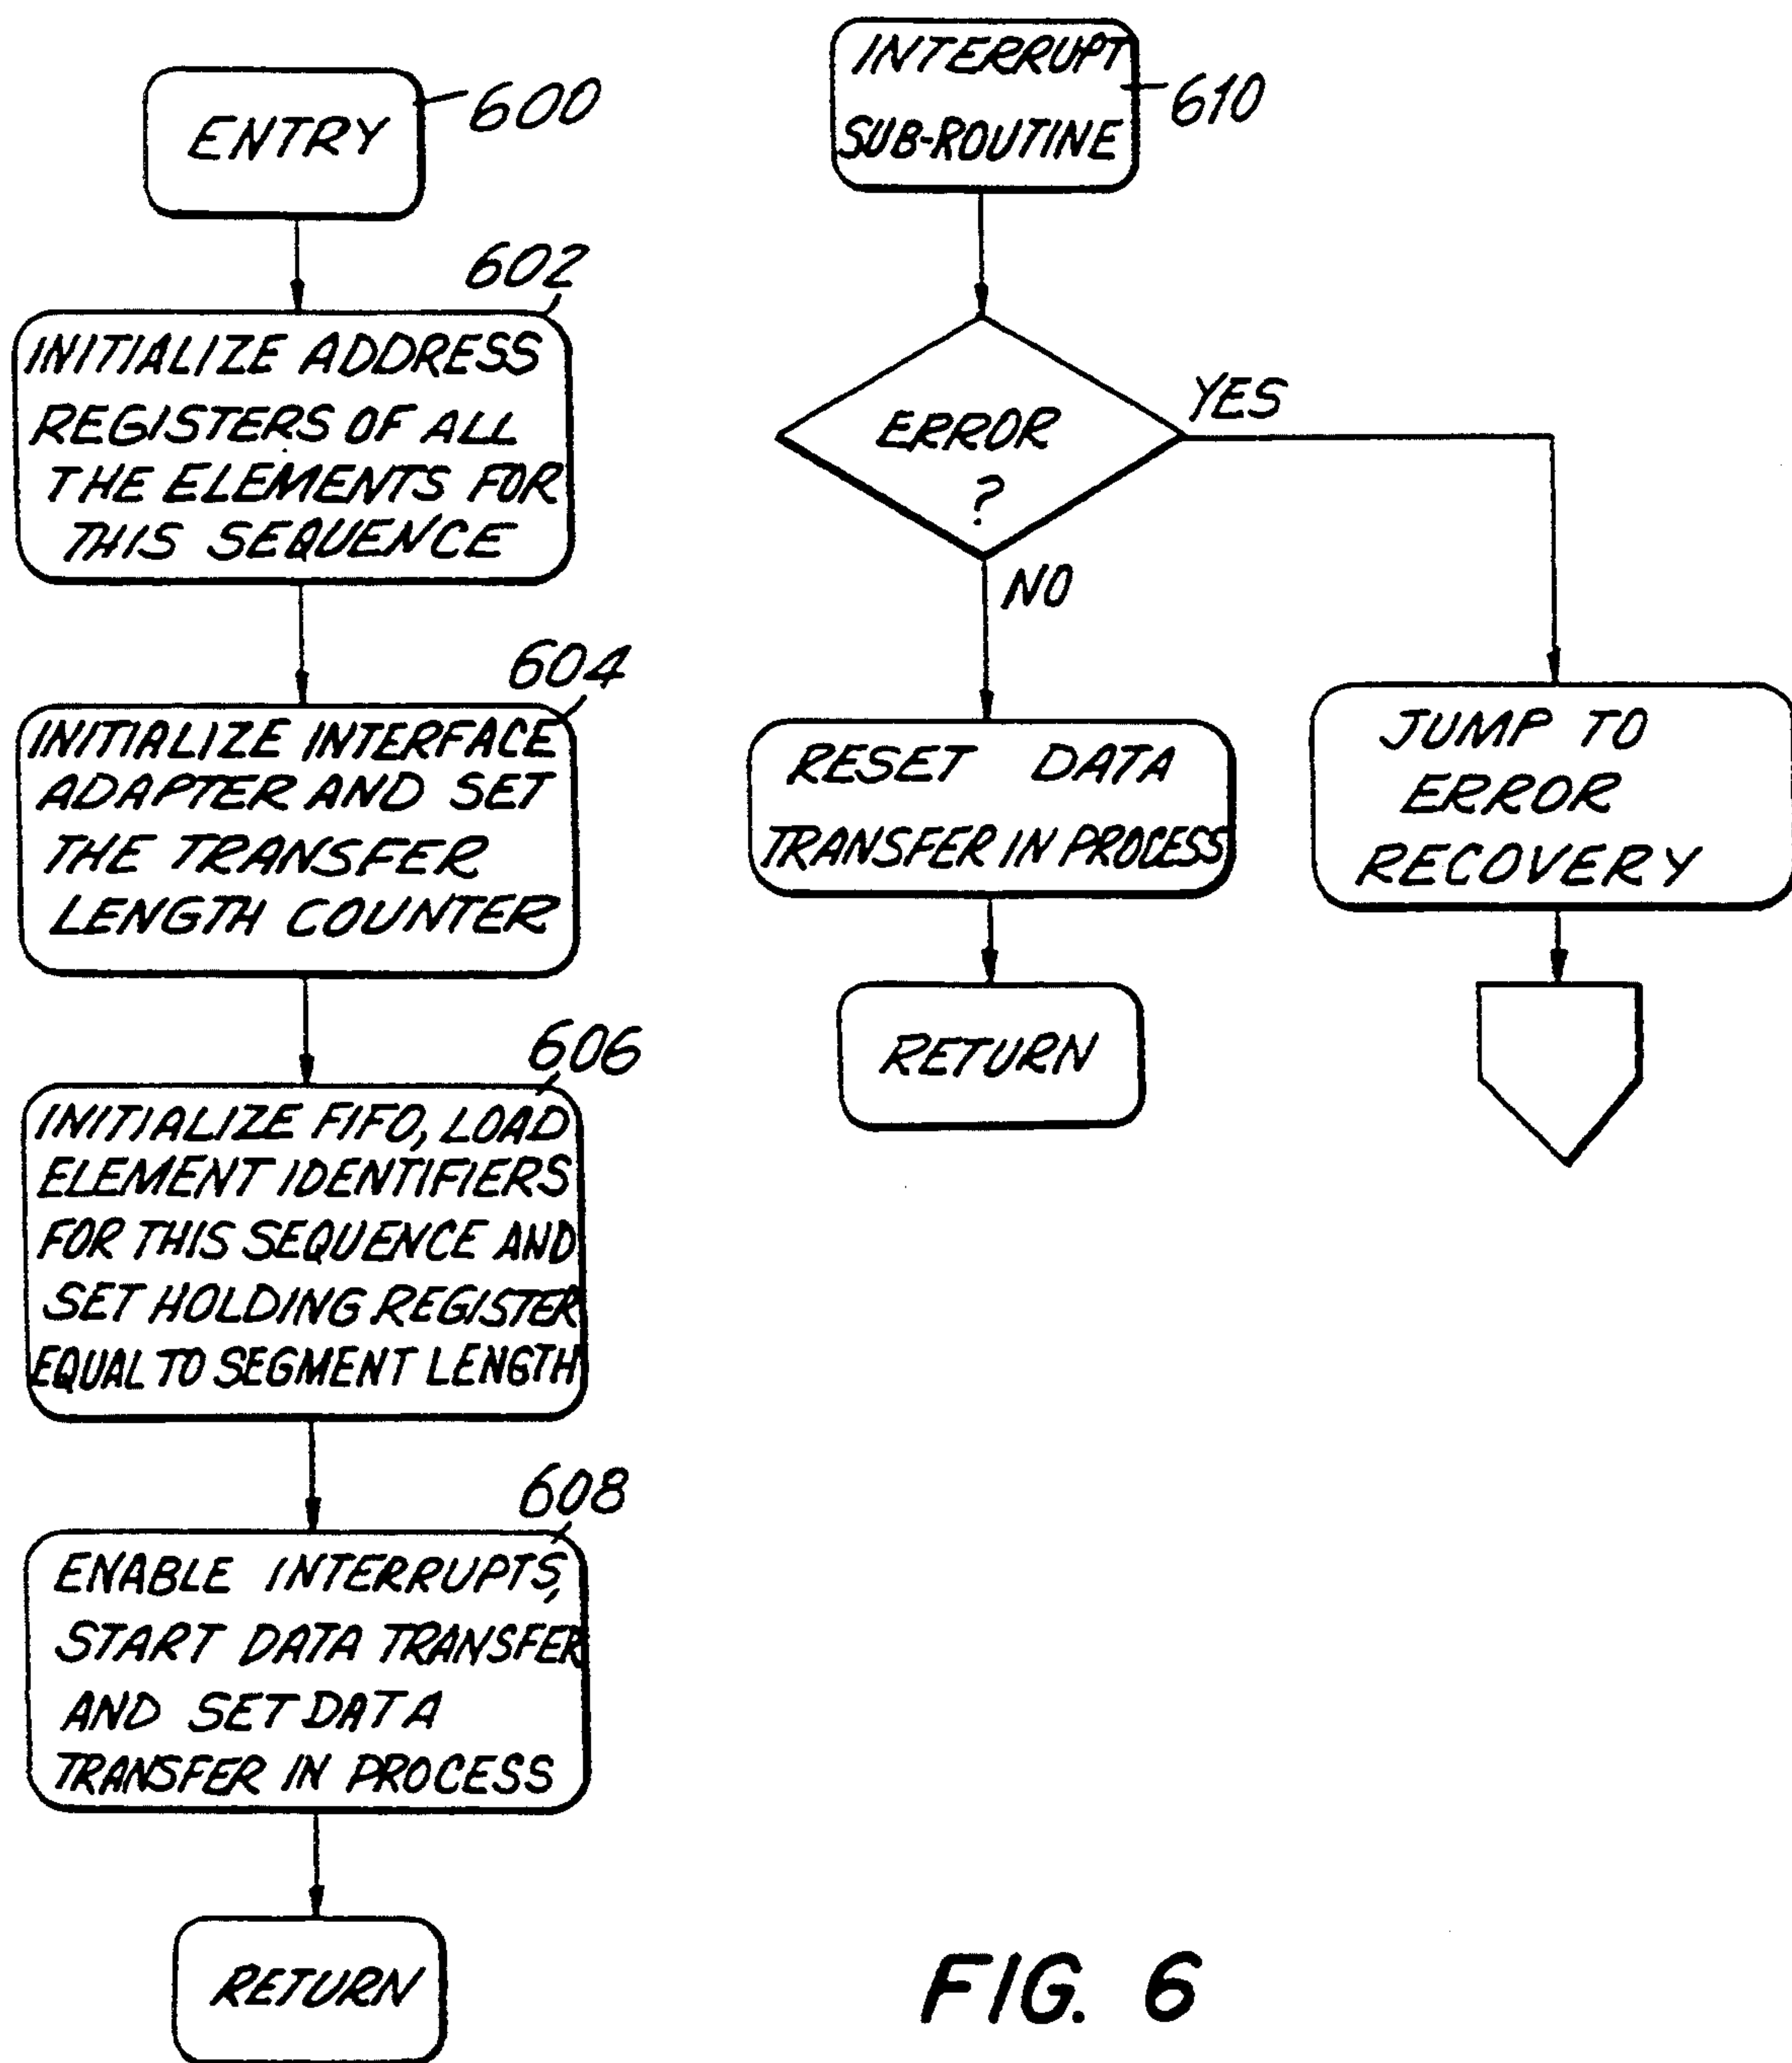 ENTRY
600
602
INITIALIZE ADDRESS
REGISTERS OF ALL
THE ELEMENTS FOR
THIS SEQUENCE
604
INITIALIZE INTERFACE
ADAPTER AND SET
THE TRANSFER
LENGTH COUNTER
606
INITIALIZE FIFO, LOAD
ELEMENT IDENTIFIERS
FOR THIS SEQUENCE AND
SET HOLDING REGISTER
EQUAL TO SEGMENT LENGTH
608
ENABLE INTERRUPTS,
START DATA TRANSFER
AND SET DATA
TRANSFER IN PROCESS
RETURN
INTERRUPT
SUB-ROUTINE
610
ERROR
?
YES
NO
RESET DATA
TRANSFER IN PROCESS
RETURN
JUMP TO
ERROR
RECOVERY
FIG. 6